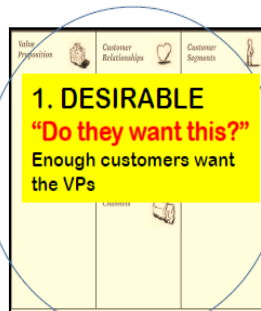 Value
Proposition
Customer
Relationships
Customer
Segments
1. DESIRABLE
“Do they want this?”
Enough customers want
the VPs
Channels